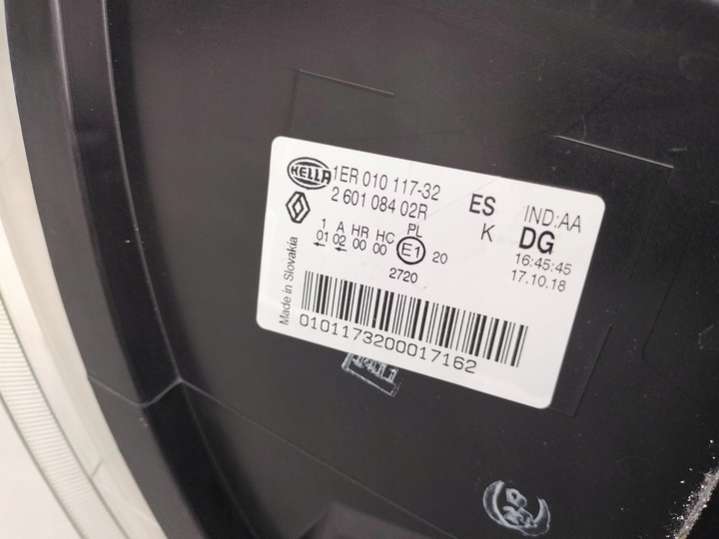 HELLA 1ER 010 117-32 ES IND:AA
2 601 084 02R K DG
16:45:45
17.10.18
1 A HR HC PL
01 02 00 00 E1 20
2720
Made in Slovakia
0101173200017162